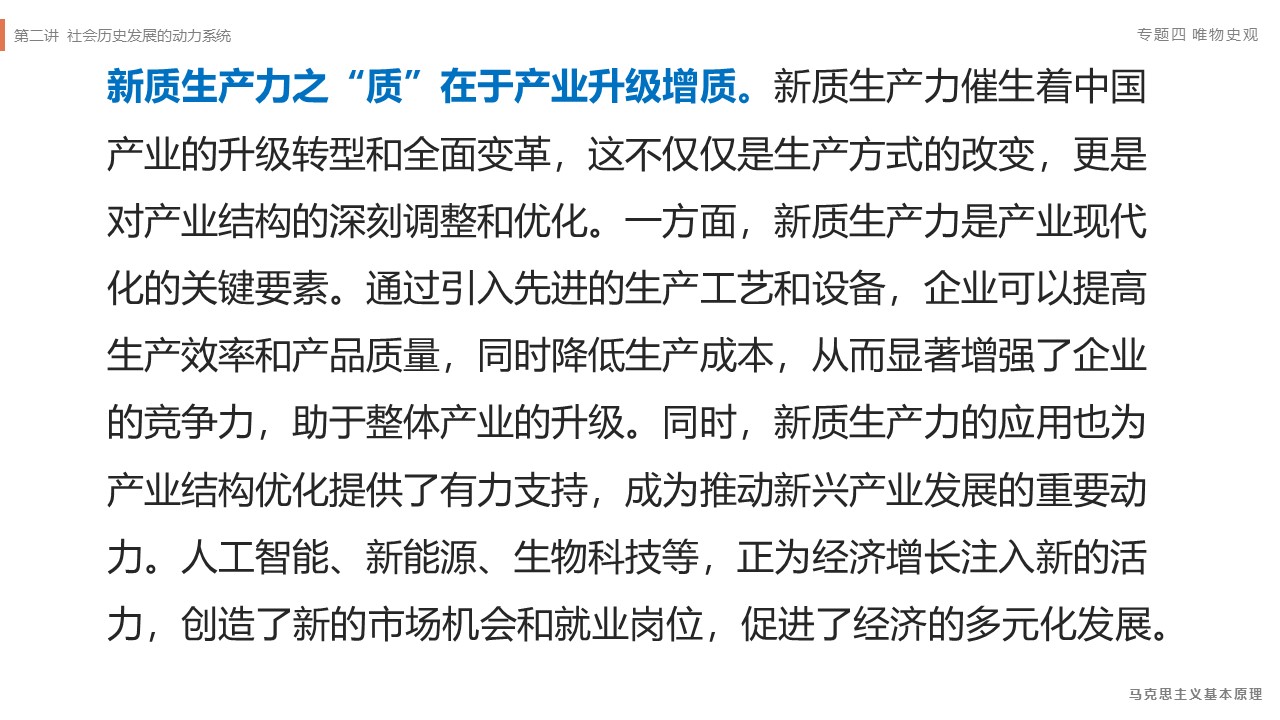 第二讲 社会历史发展的动力系统
专题四 唯物史观
新质生产力之“质”在于产业升级增质。新质生产力催生着中国
产业的升级转型和全面变革，这不仅仅是生产方式的改变，更是
对产业结构的深刻调整和优化。一方面，新质生产力是产业现代
化的关键要素。通过引入先进的生产工艺和设备，企业可以提高
生产效率和产品质量，同时降低生产成本，从而显著增强了企业
的竞争力，助于整体产业的升级。同时，新质生产力的应用也为
产业结构优化提供了有力支持，成为推动新兴产业发展的重要动
力。人工智能、新能源、生物科技等，正为经济增长注入新的活
力，创造了新的市场机会和就业岗位，促进了经济的多元化发展。
马克思主义基本原理